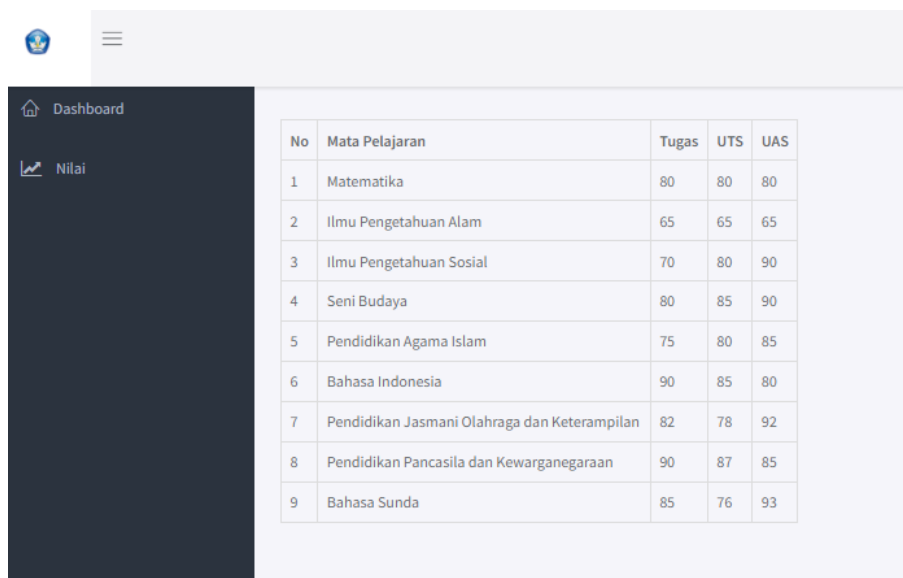 Dashboard
Nilai
No Mata Pelajaran Tugas UTS UAS
1 Matematika 80 80 80
2 Ilmu Pengetahuan Alam 65 65 65
3 Ilmu Pengetahuan Sosial 70 80 90
4 Seni Budaya 80 85 90
5 Pendidikan Agama Islam 75 80 85
6 Bahasa Indonesia 90 85 80
7 Pendidikan Jasmani Olahraga dan Keterampilan 82 78 92
8 Pendidikan Pancasila dan Kewarganegaraan 90 87 85
9 Bahasa Sunda 85 76 93